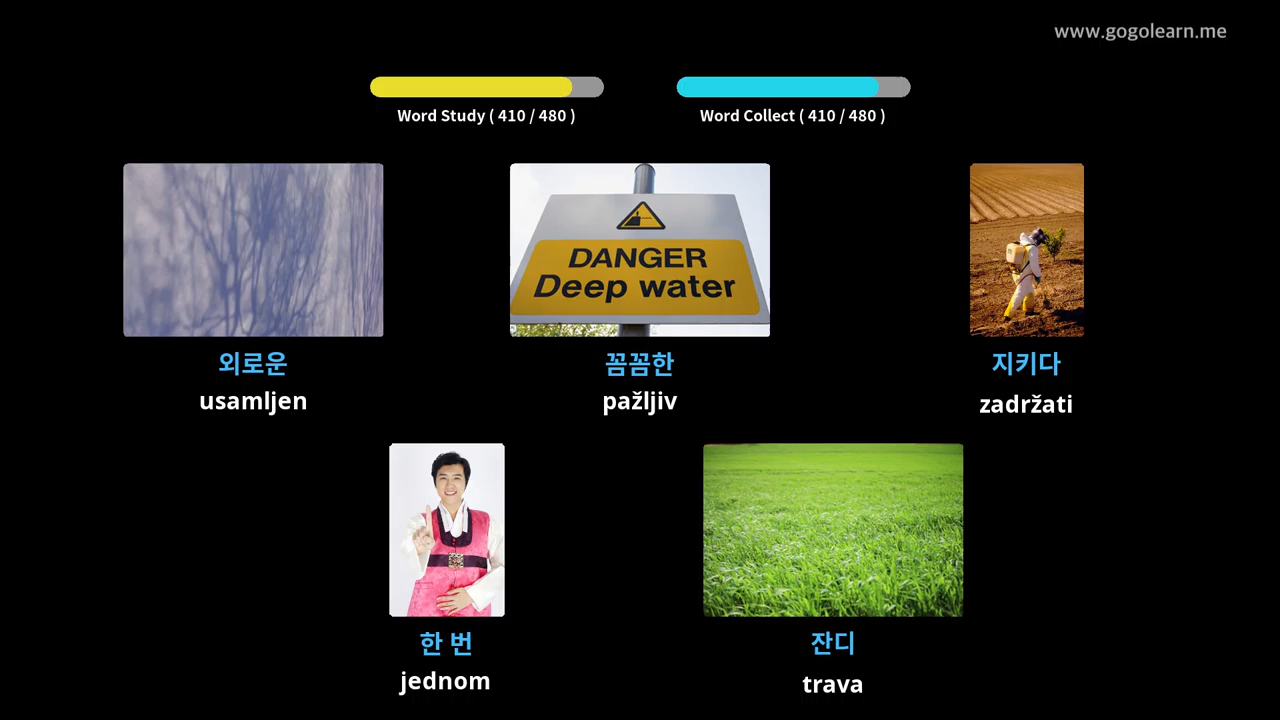 www.gogolearn.me
Word Study ( 410 / 480 )
Word Collect ( 410 / 480 )
DANGER
Deep water
외로운
usamljen
꼼꼼한
pažljiv
지키다
zadržati
한 번
jednom
잔디
trava